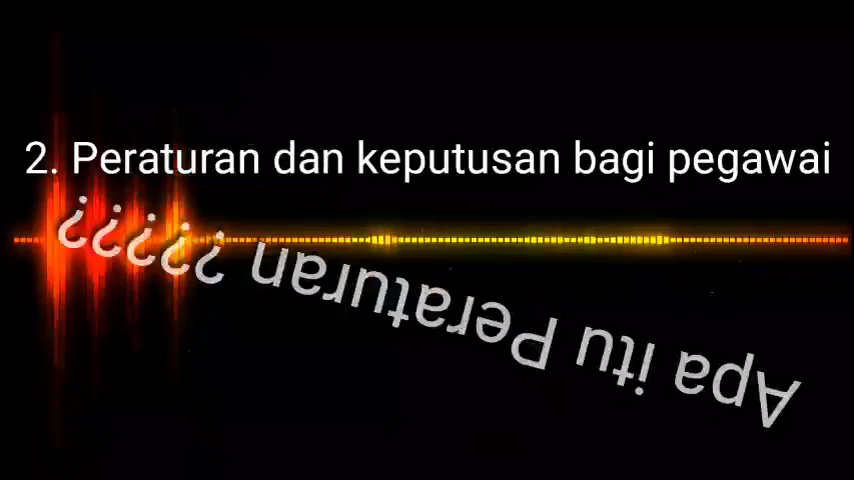 2. Peraturan dan keputusan bagi pegawai
Apa itu Peraturan ?????